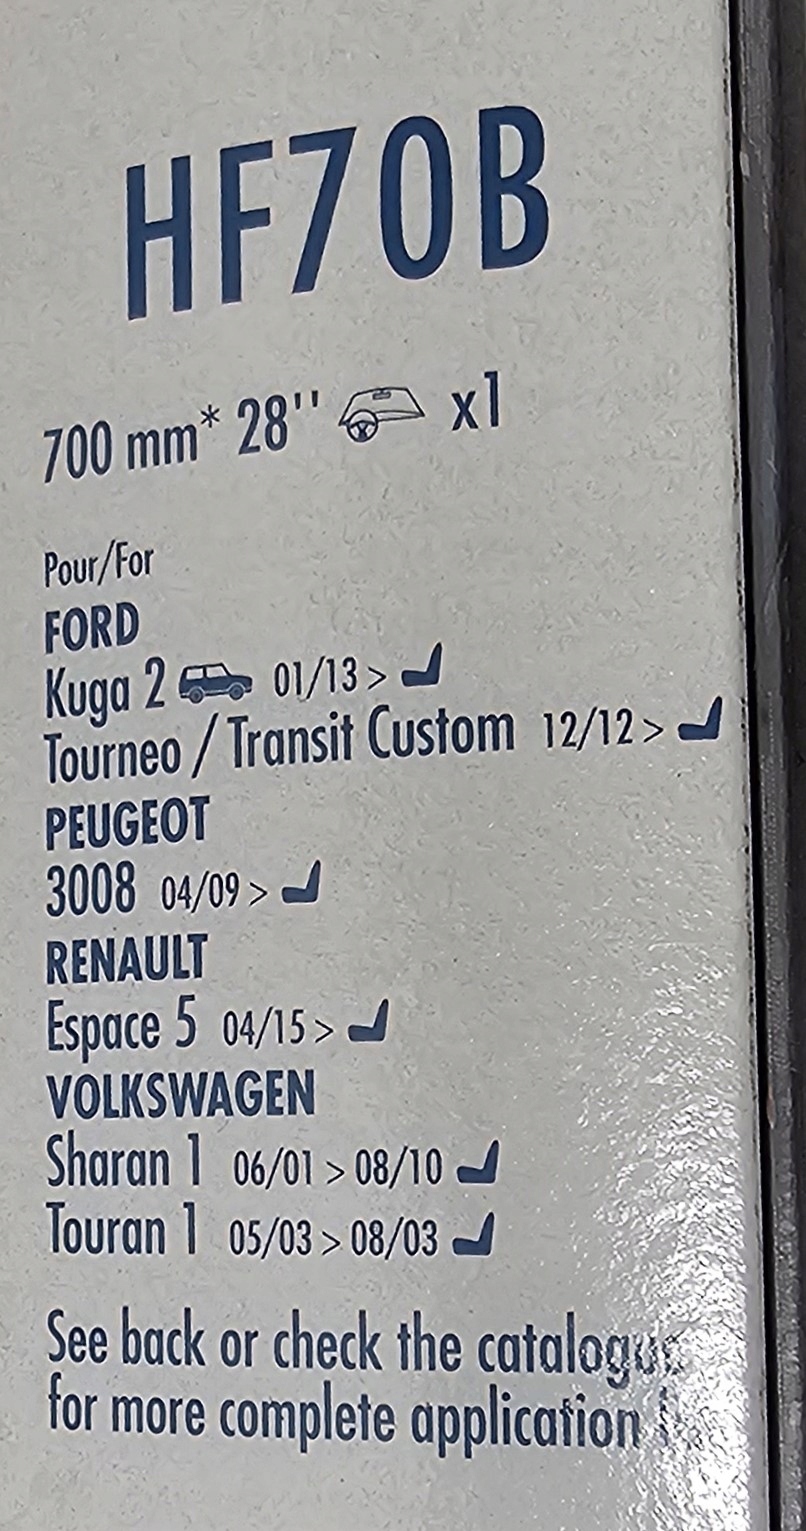 HF70B
700 mm* 28'' x1
Pour/For
FORD
Kuga 2 01/13 >
Tourneo / Transit Custom 12/12 >
PEUGEOT
3008 04/09 >
RENAULT
Espace 5 04/15 >
VOLKSWAGEN
Sharan 1 06/01 > 08/10
Touran 1 05/03 > 08/03
See back or check the catalogue
for more complete application